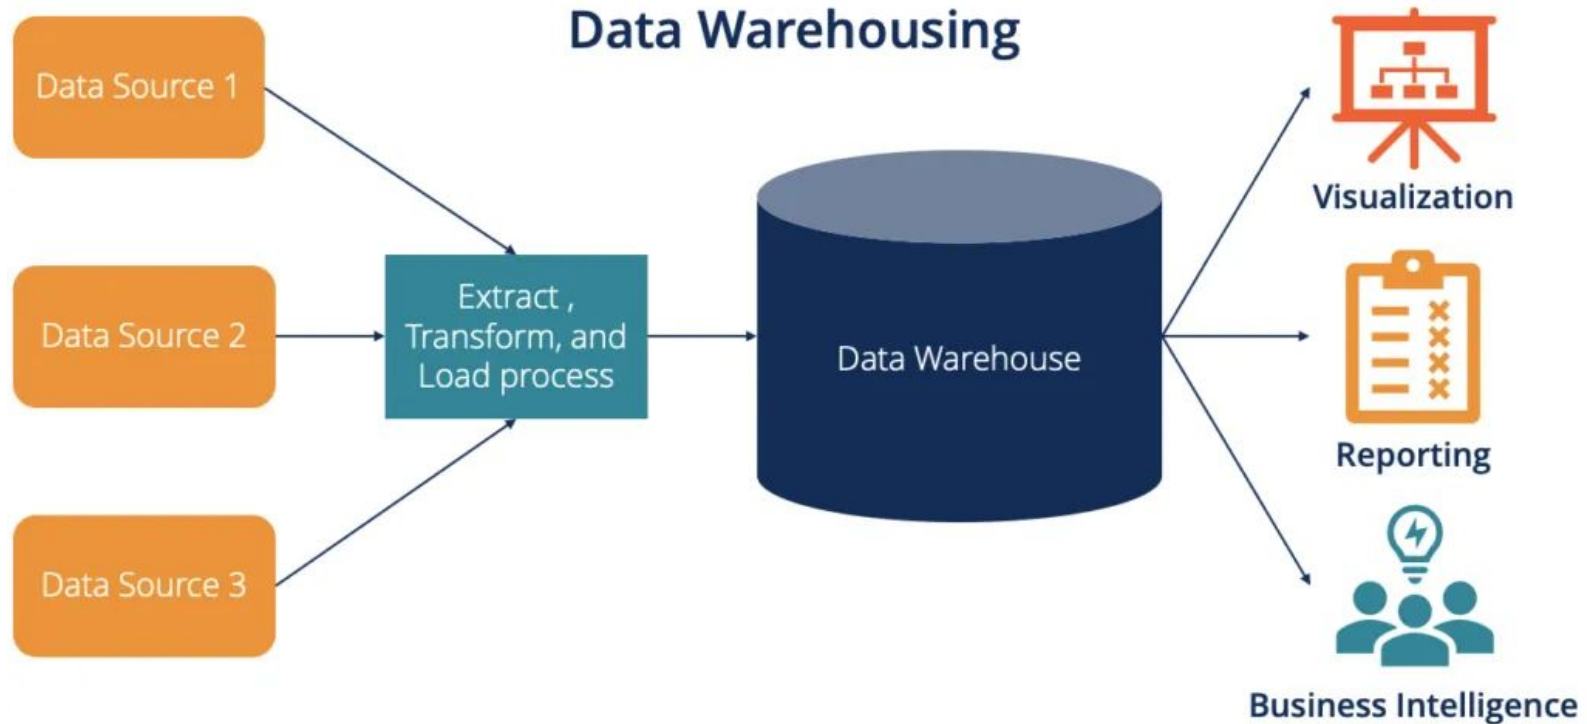 Data Warehousing
Data Source 1
Data Source 2
Data Source 3
Extract ,
Transform, and
Load process
Data Warehouse
Visualization
Reporting
Business Intelligence